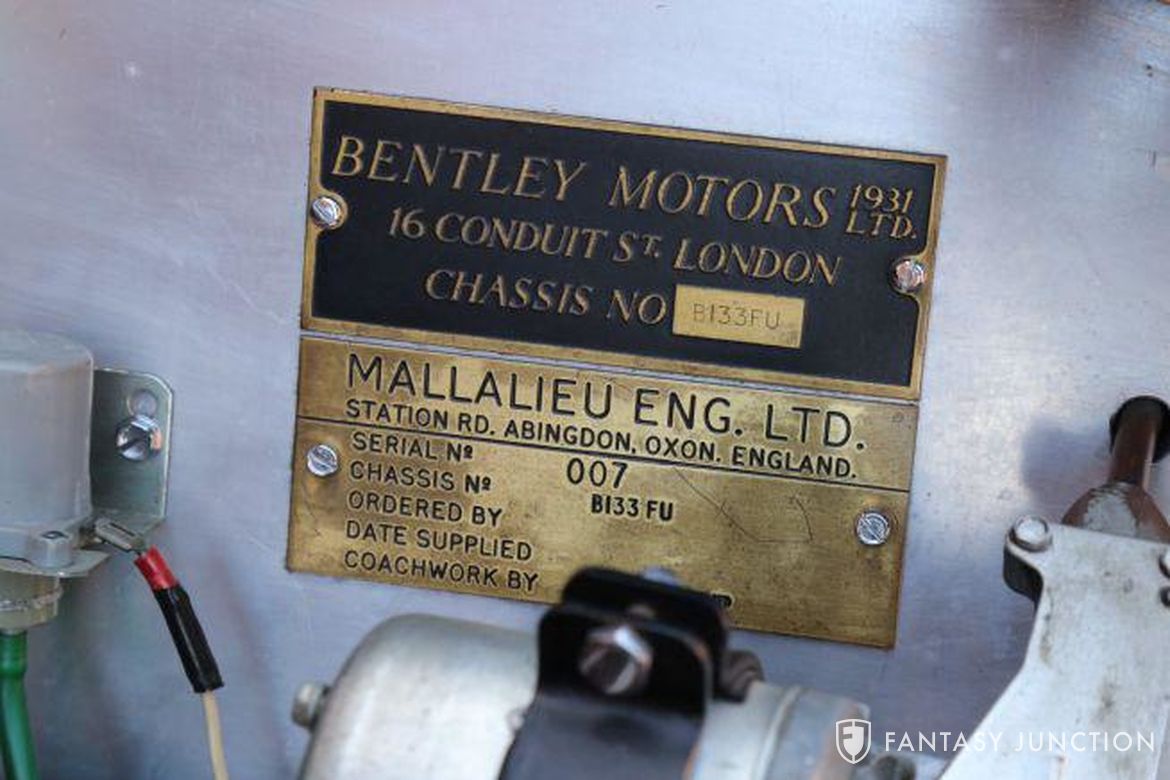 BENTLEY MOTORS 1931 LTD.
16 CONDUIT ST. LONDON
CHASSIS NO B133FU
MALLALIEU ENG. LTD.
STATION RD. ABINGDON, OXON. ENGLAND.
SERIAL Nº 007
CHASSIS Nº B133 FU
ORDERED BY
DATE SUPPLIED
COACHWORK BY
FANTASY JUNCTION